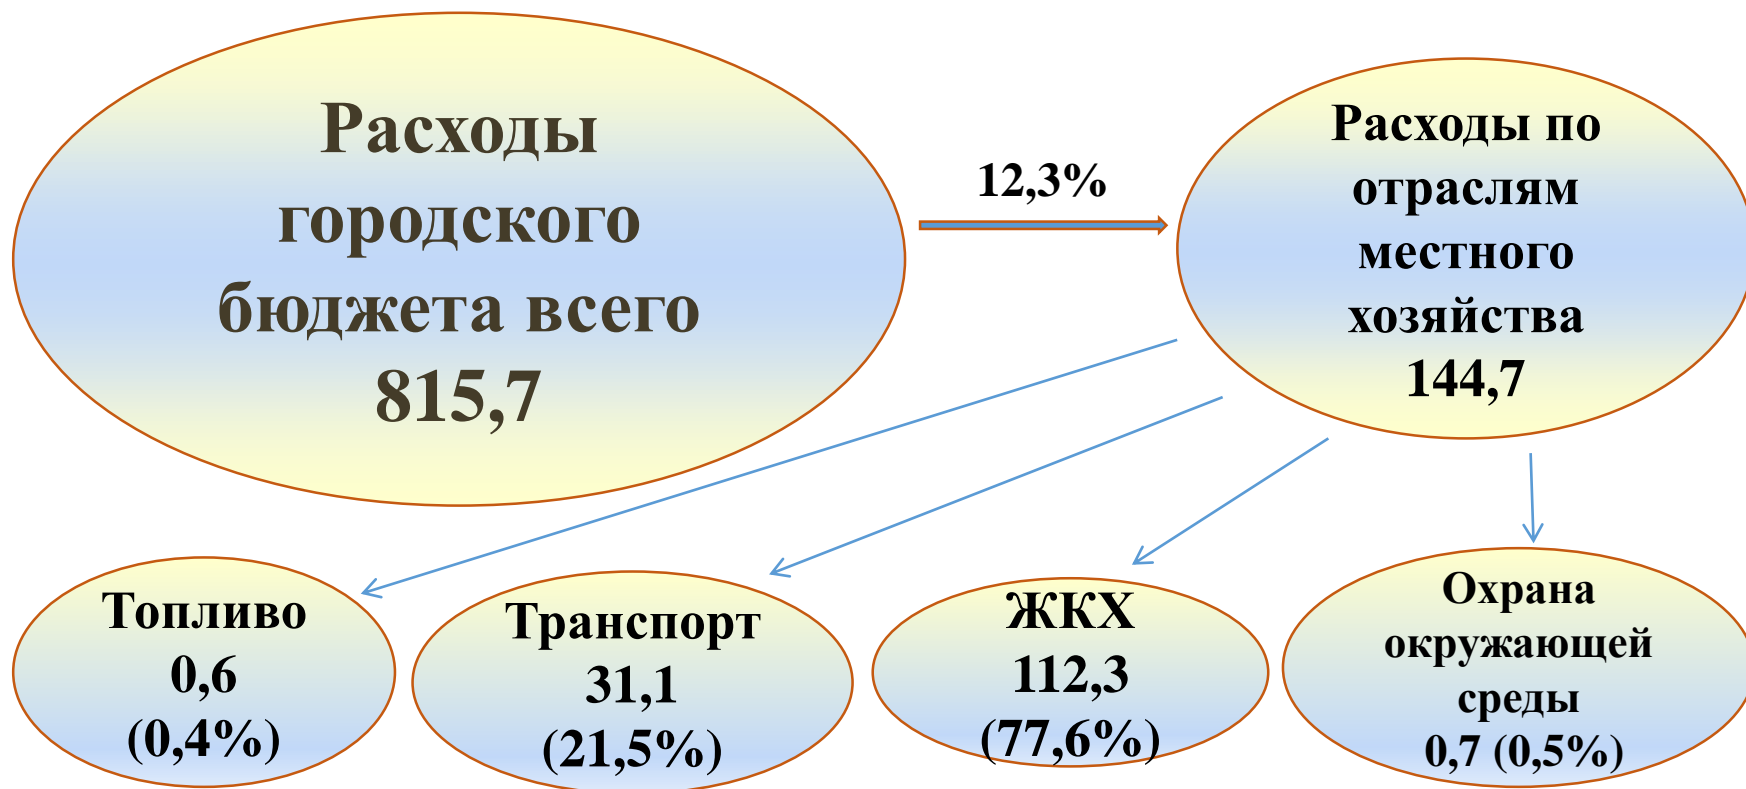 Расходы
городского
бюджета всего
815,7
12,3%
Расходы по
отраслям
местного
хозяйства
144,7
Топливо
0,6
(0,4%)
Транспорт
31,1
(21,5%)
ЖКХ
112,3
(77,6%)
Охрана
окружающей
среды
0,7 (0,5%)